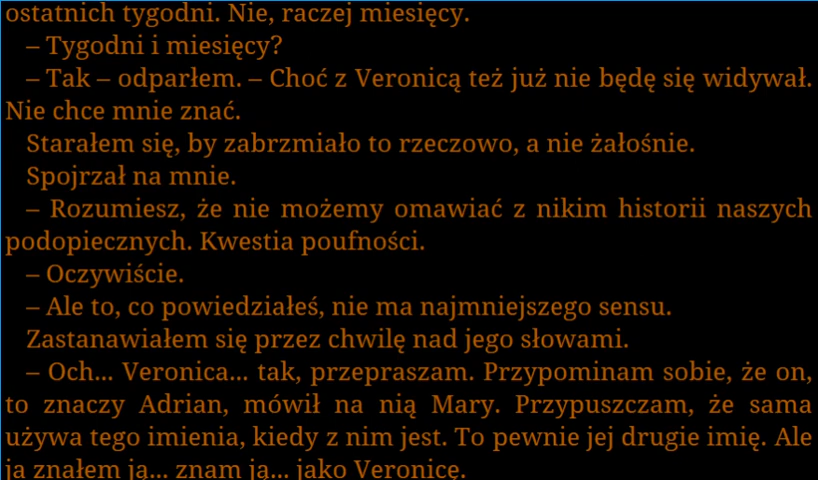 ostatnich tygodni. Nie, raczej miesięcy.
– Tygodni i miesięcy?
– Tak – odparłem. – Choć z Veronicą też już nie będę się widywał.
Nie chce mnie znać.
Starałem się, by zabrzmiało to rzeczowo, a nie żałośnie.
Spojrzał na mnie.
– Rozumiesz, że nie możemy omawiać z nikim historii naszych
podopiecznych. Kwestia poufności.
– Oczywiście.
– Ale to, co powiedziałeś, nie ma najmniejszego sensu.
Zastanawiałem się przez chwilę nad jego słowami.
– Och... Veronica... tak, przepraszam. Przypominam sobie, że on,
to znaczy Adrian, mówił na nią Mary. Przypuszczam, że sama
używa tego imienia, kiedy z nim jest. To pewnie jej drugie imię. Ale
ja znałem ją... znam ją... jako Veronicę.